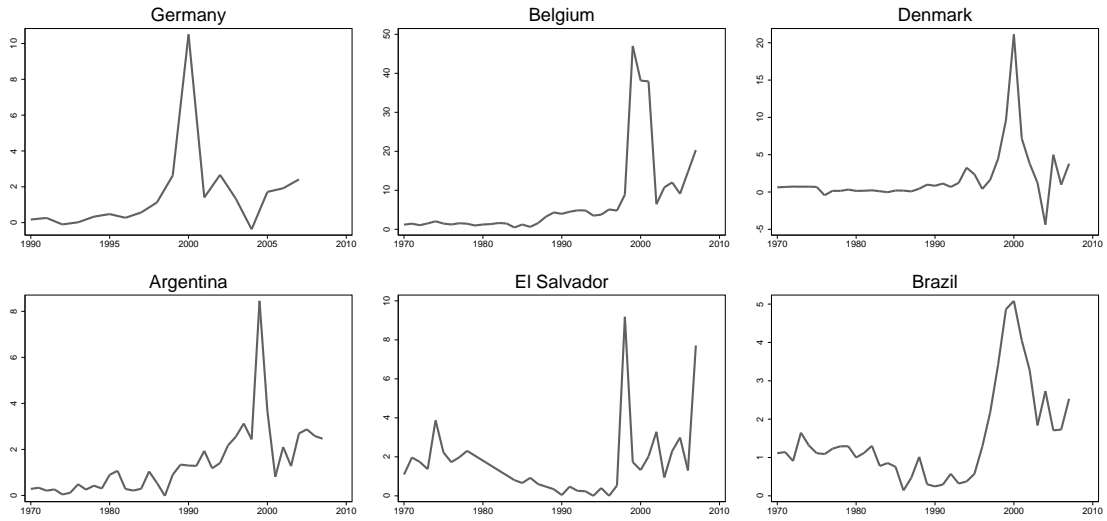 Germany
0 2 4 6 8 10
1990 1995 2000 2005 2010
Belgium
0 10 20 30 40 50
1970 1980 1990 2000 2010
Denmark
-5 0 5 10 15 20
1970 1980 1990 2000 2010
Argentina
0 2 4 6 8
1970 1980 1990 2000 2010
El Salvador
0 2 4 6 8 10
1970 1980 1990 2000 2010
Brazil
0 1 2 3 4 5
1970 1980 1990 2000 2010